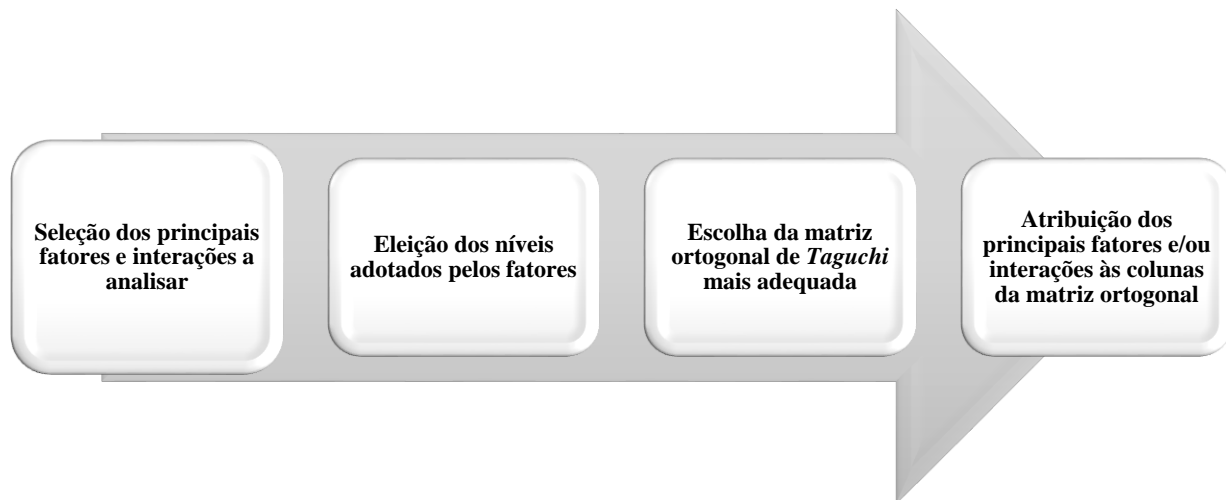 Seleção dos principais
fatores e interações a
analisar
Eleição dos níveis
adotados pelos fatores
Escolha da matriz
ortogonal de Taguchi
mais adequada
Atribuição dos
principais fatores e/ou
interações às colunas
da matriz ortogonal